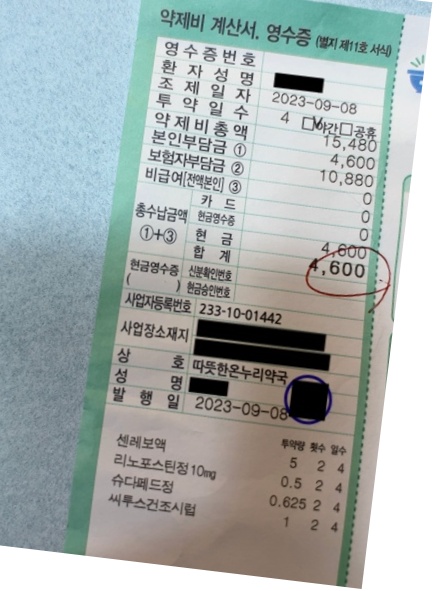 약제비 계산서. 영수증 (별지 제11호 서식)
영수증번호
환자성명
조제일자 2023-09-08
투약일수 4 □야간□공휴
약제비총액 15,480
본인부담금 ① 4,600
보험자부담금 ② 10,880
비급여[전액본인] ③ 0
총수납금액 ①+③
카드 0
현금영수증 0
현금 4,600
합계 4,600
현금영수증 ( ) 신분확인번호
현금승인번호
사업자등록번호 233-10-01442
사업장소재지
상호 따뜻한온누리약국
성명
발행일 2023-09-08
투약량 횟수 일수
센레보액 5 2 4
리노포스틴정10mg 0.5 2 4
슈다페드정 0.625 2 4
씨투스건조시럽 1 2 4